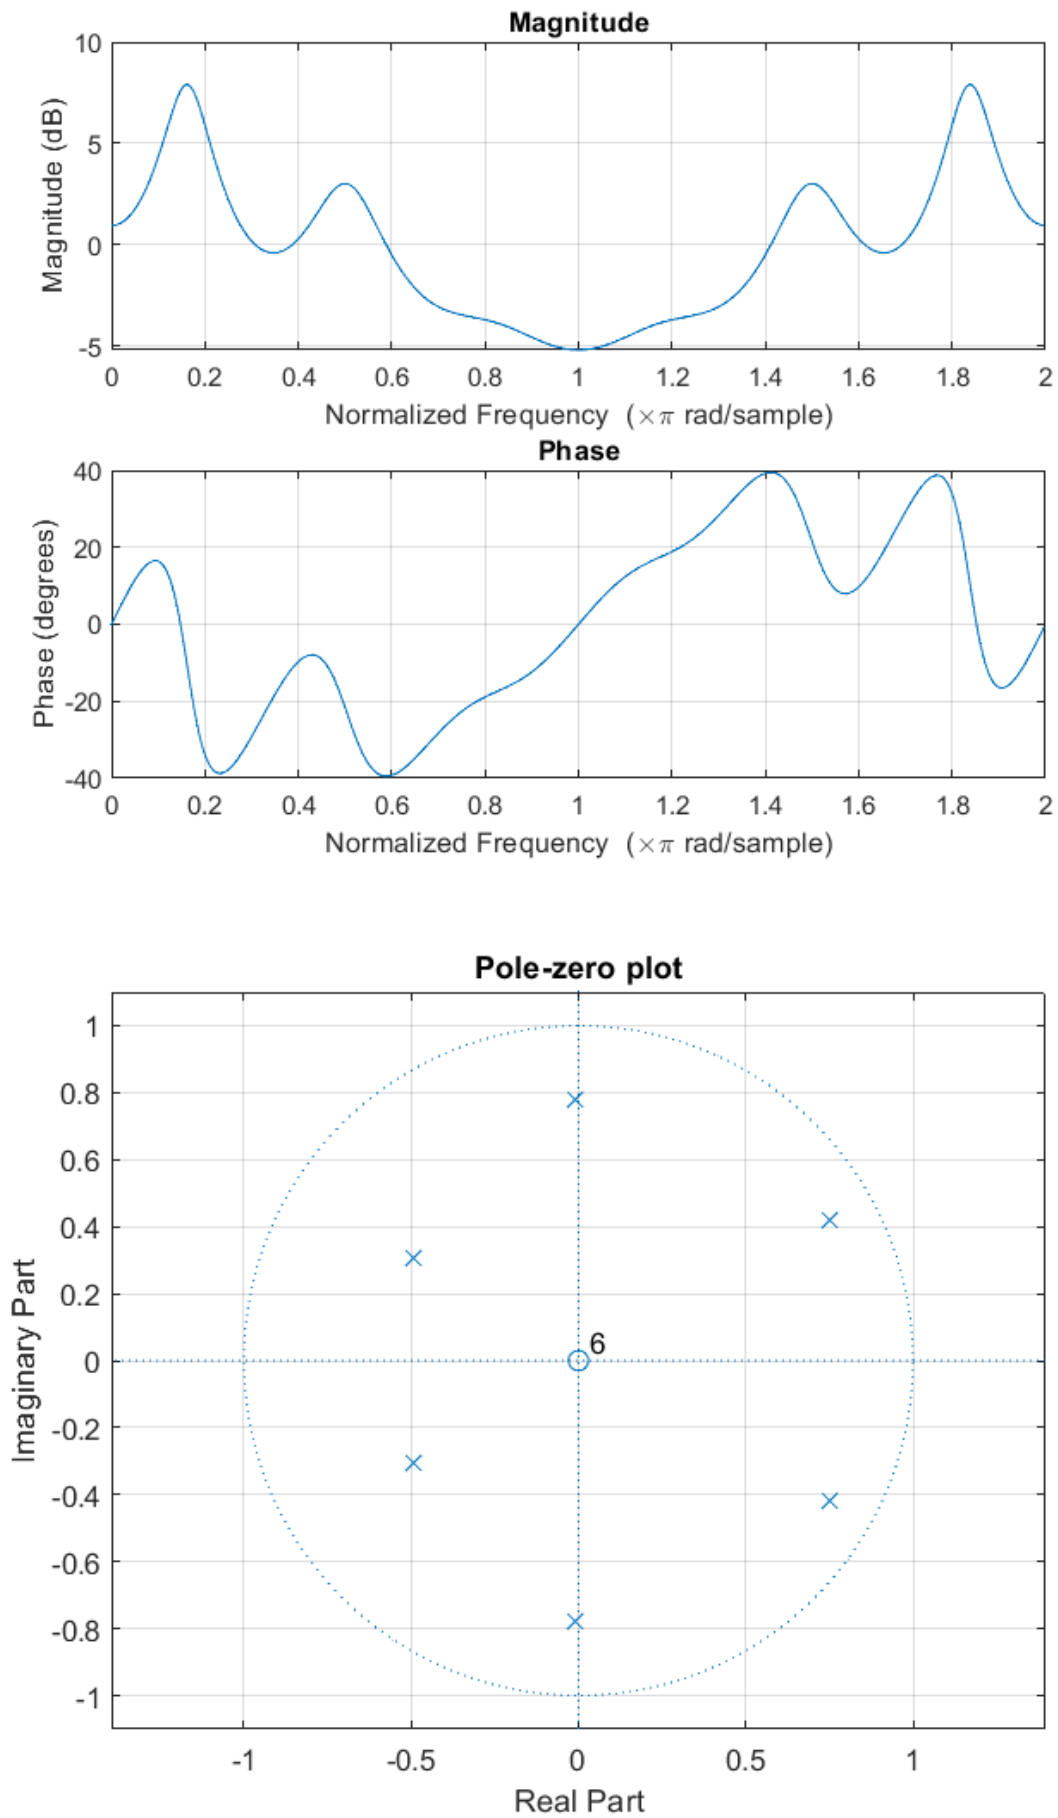 Magnitude
10
5
0
-5
Magnitude (dB)
0 0.2 0.4 0.6 0.8 1 1.2 1.4 1.6 1.8 2
Normalized Frequency (×π rad/sample)
Phase
40
20
0
-20
-40
Phase (degrees)
0 0.2 0.4 0.6 0.8 1 1.2 1.4 1.6 1.8 2
Normalized Frequency (×π rad/sample)
Pole-zero plot
1
0.8
0.6
0.4
0.2
6
0
-0.2
-0.4
-0.6
-0.8
-1
Imaginary Part
-1 -0.5 0 0.5 1
Real Part